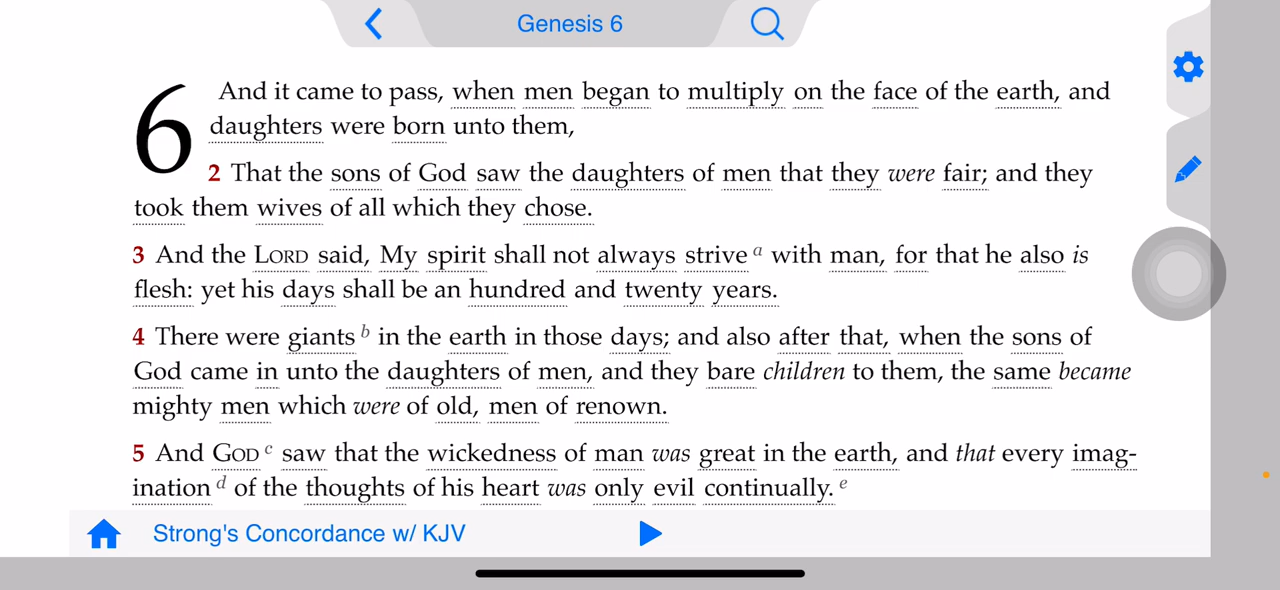 Genesis 6
6 And it came to pass, when men began to multiply on the face of the earth, and
daughters were born unto them,
2 That the sons of God saw the daughters of men that they were fair; and they
took them wives of all which they chose.
3 And the LORD said, My spirit shall not always strive a with man, for that he also is
flesh: yet his days shall be an hundred and twenty years.
4 There were giants b in the earth in those days; and also after that, when the sons of
God came in unto the daughters of men, and they bare children to them, the same became
mighty men which were of old, men of renown.
5 And GOD c saw that the wickedness of man was great in the earth, and that every imag-
ination d of the thoughts of his heart was only evil continually. e
Strong's Concordance w/ KJV